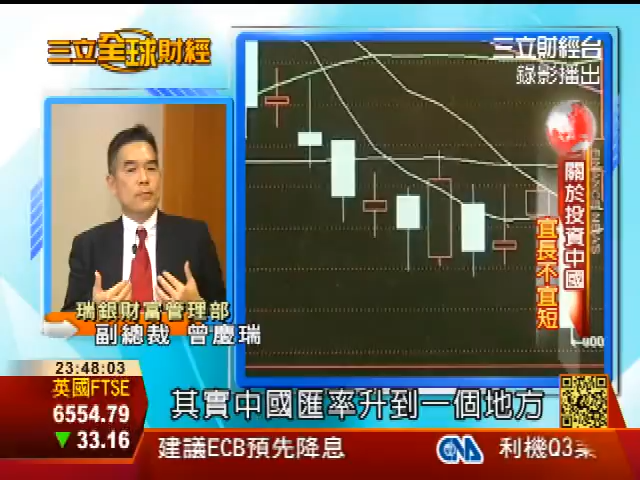 三立全球財經
三立財經台
錄影播出
關於投資中國
宜長不宜短
FINANCE NEWS
瑞銀財富管理部
副總裁 曾慶瑞
23:48:03
英國FTSE
6554.79
▼33.16
其實中國匯率升到一個地方
建議ECB預先降息
CNA
利機Q3業